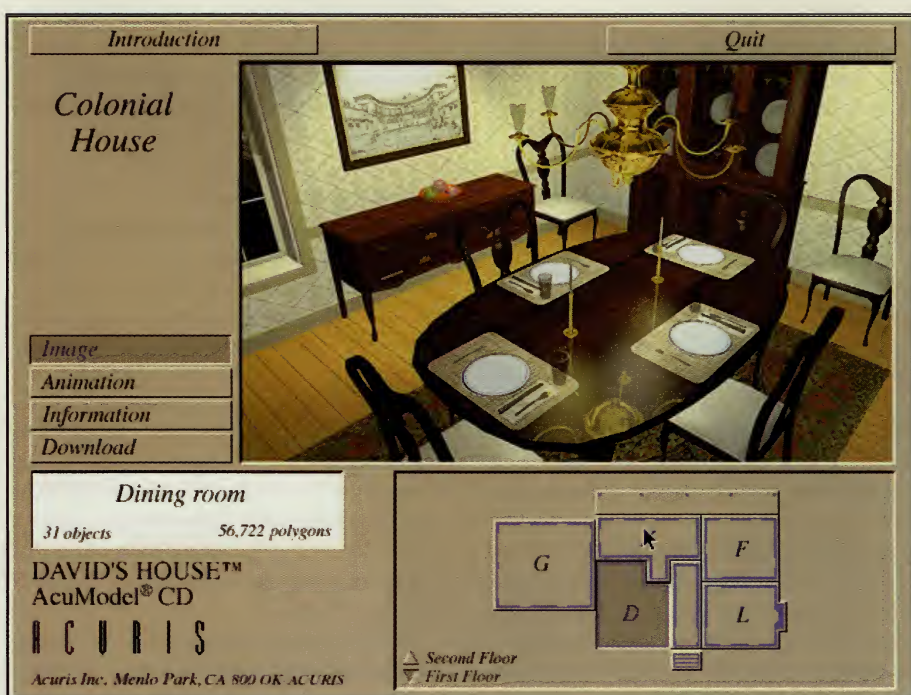 Introduction
Quit
Colonial
House
Image
Animation
Information
Download
Dining room
31 objects
56,722 polygons
DAVID'S HOUSE™
AcuModel® CD
ACURIS
Acuris Inc. Menlo Park, CA 800 OK-ACURIS
G
F
D
L
Second Floor
First Floor